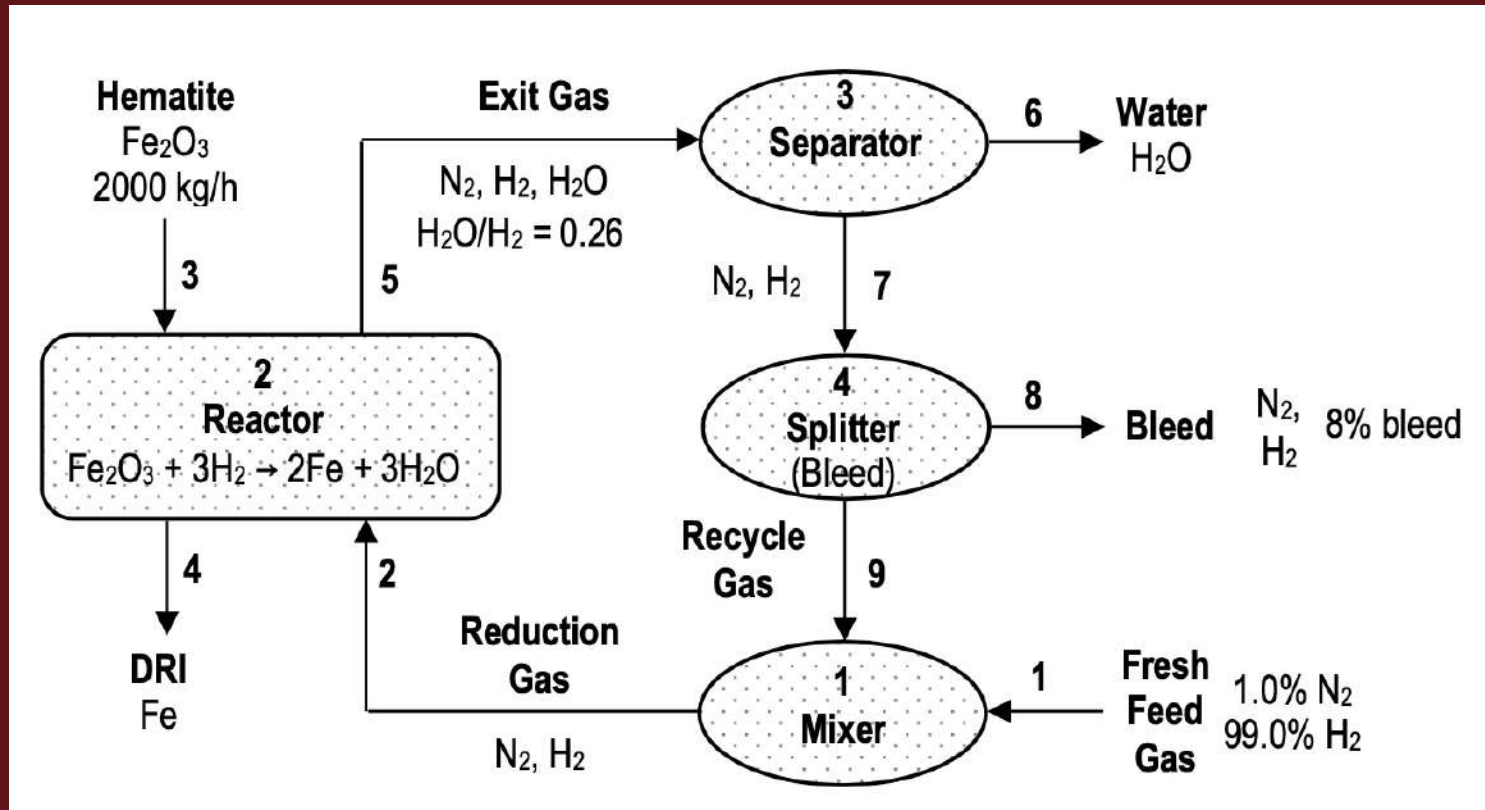 Hematite
Fe₂O₃
2000 kg/h
3
Exit Gas
N₂, H₂, H₂O
H₂O/H₂ = 0.26
5
3
Separator
6
Water
H₂O
N₂, H₂
7
2
Reactor
Fe₂O₃ + 3H₂ → 2Fe + 3H₂O
4
Splitter
(Bleed)
8
Bleed
N₂,
H₂
8% bleed
4
DRI
Fe
2
Reduction
Gas
N₂, H₂
Recycle
Gas
9
1
Mixer
1
Fresh
Feed
Gas
1.0% N₂
99.0% H₂